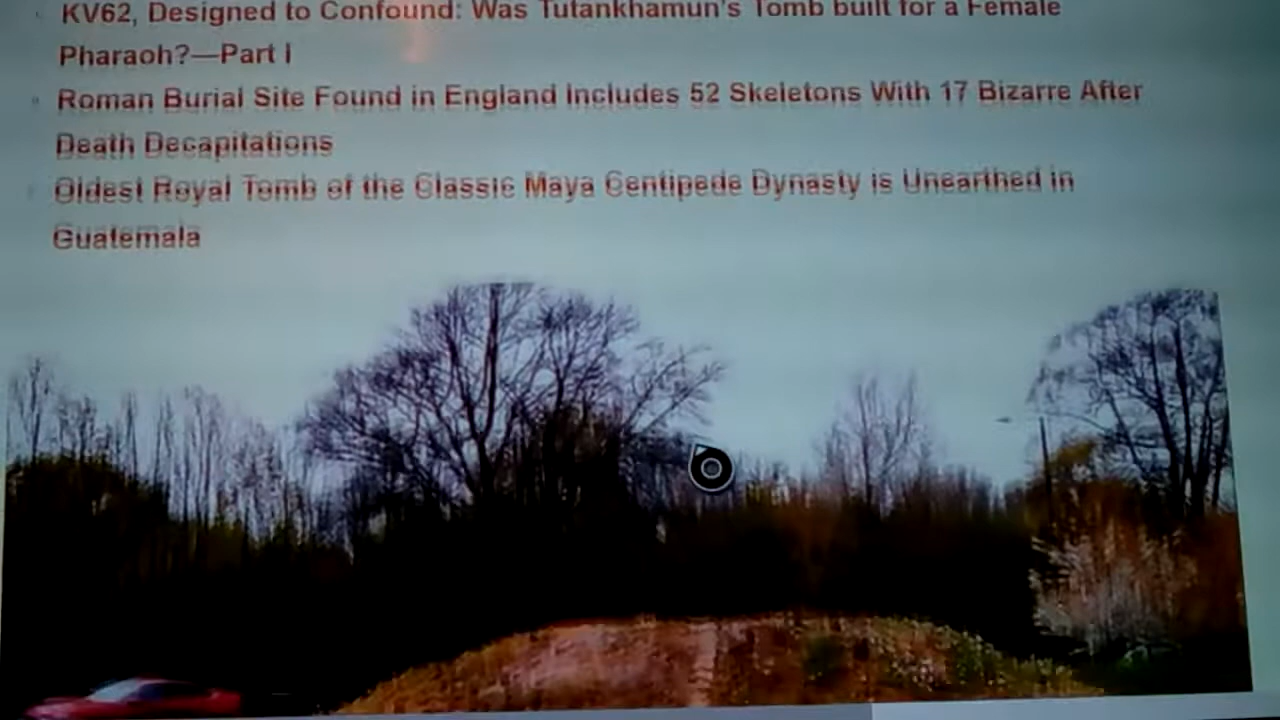 KV62, Designed to Confound: Was Tutankhamun's Tomb built for a Female
Pharaoh?—Part I
Roman Burial Site Found in England Includes 52 Skeletons With 17 Bizarre After
Death Decapitations
Oldest Royal Tomb of the Classic Maya Centipede Dynasty is Unearthed in
Guatemala